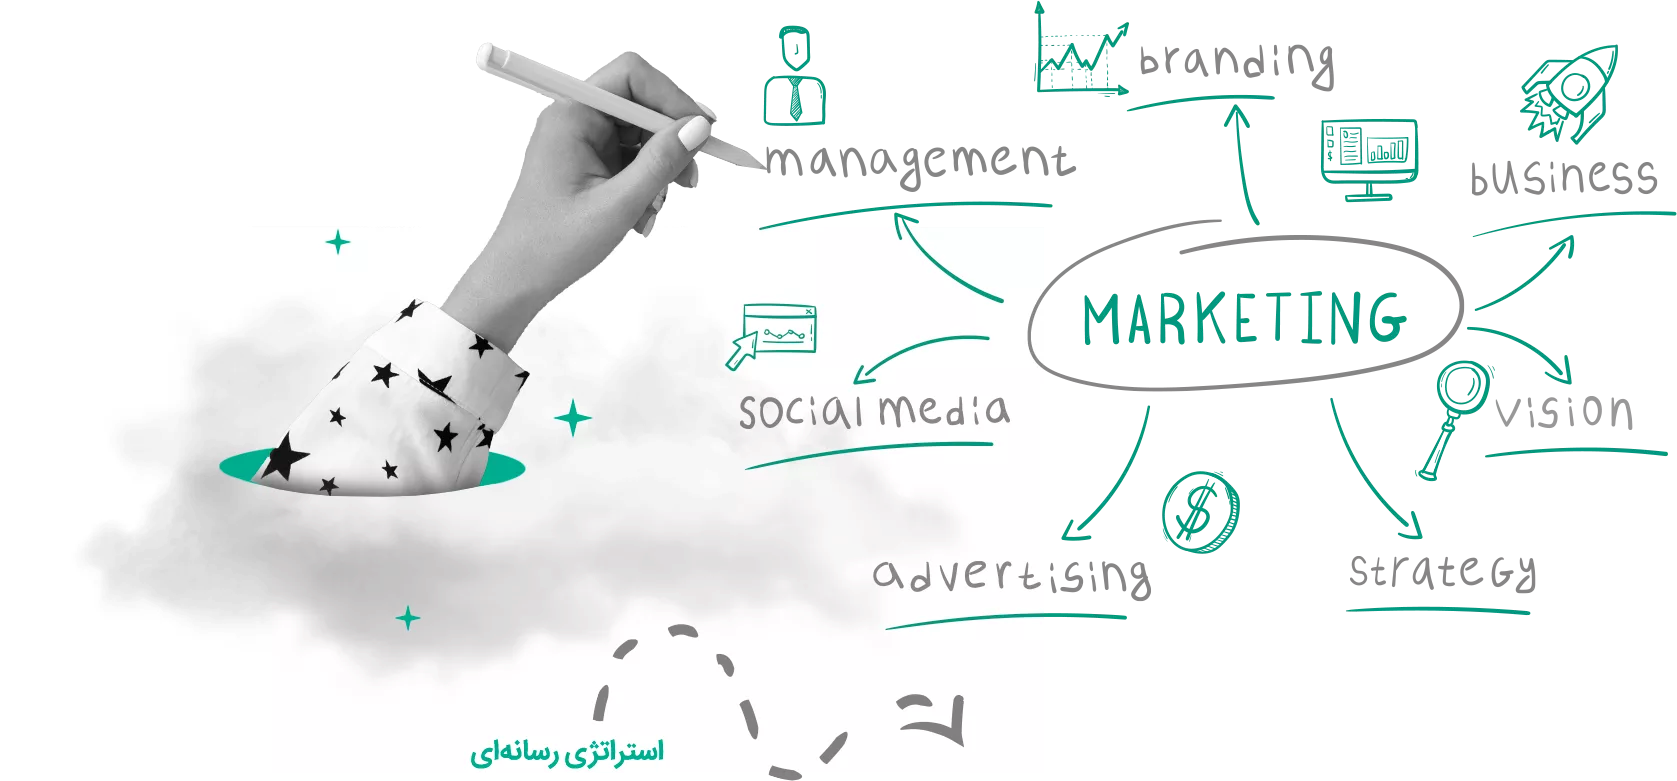 branding
management
business
MARKETING
social media
vision
advertising
strategy
استراتژی رسانه‌ای